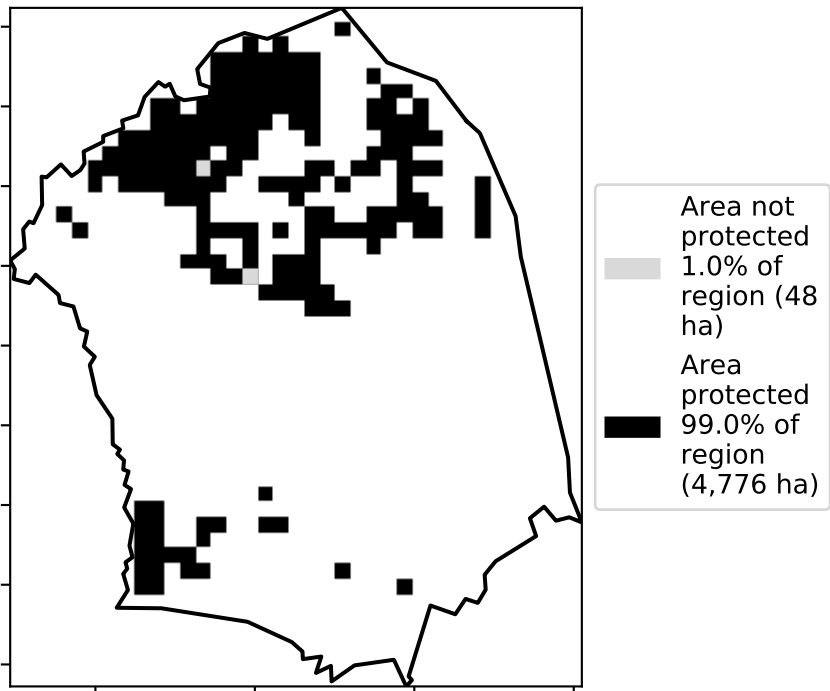 Area not
protected
1.0% of
region (48
ha)
Area
protected
99.0% of
region
(4,776 ha)